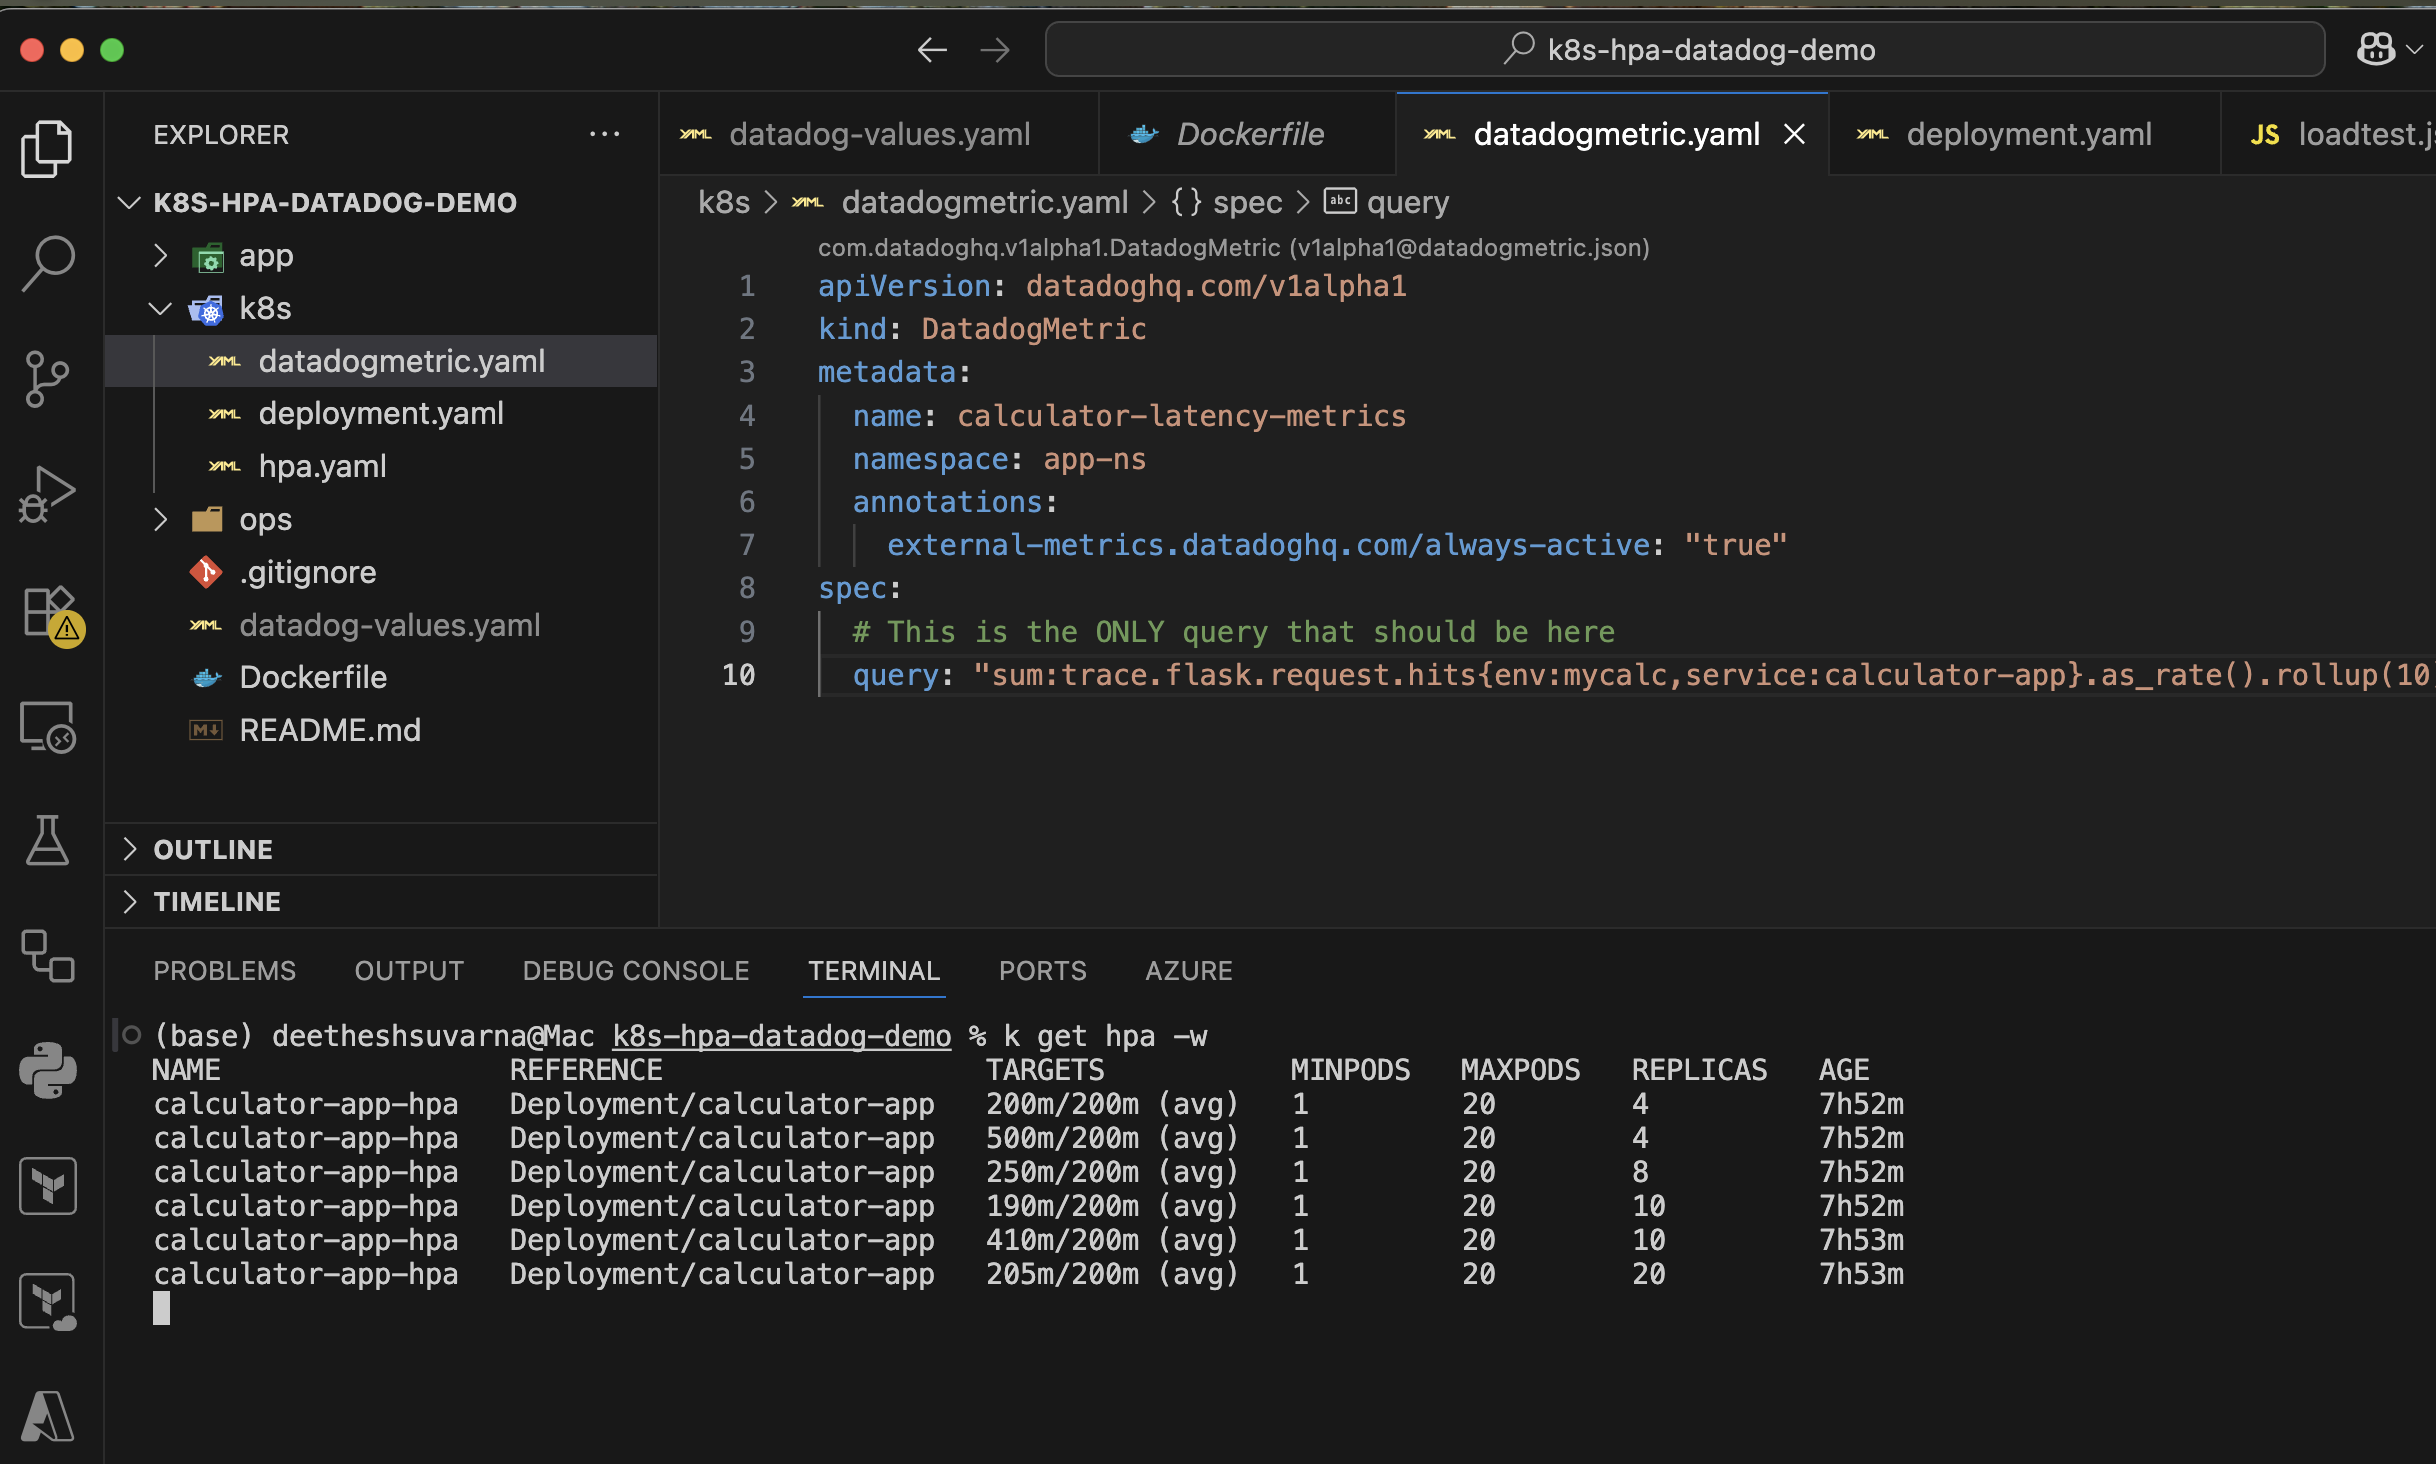 k8s-hpa-datadog-demo
EXPLORER
K8S-HPA-DATADOG-DEMO
app
k8s
datadogmetric.yaml
deployment.yaml
hpa.yaml
ops
.gitignore
datadog-values.yaml
Dockerfile
README.md
OUTLINE
TIMELINE
datadog-values.yaml
Dockerfile
datadogmetric.yaml
deployment.yaml
JS loadtest.js
k8s > datadogmetric.yaml > {} spec > abc query
com.datadoghq.v1alpha1.DatadogMetric (v1alpha1@datadogmetric.json)
1 apiVersion: datadoghq.com/v1alpha1
2 kind: DatadogMetric
3 metadata:
4 name: calculator-latency-metrics
5 namespace: app-ns
6 annotations:
7 external-metrics.datadoghq.com/always-active: "true"
8 spec:
9 # This is the ONLY query that should be here
10 query: "sum:trace.flask.request.hits{env:mycalc,service:calculator-app}.as_rate().rollup(10
PROBLEMS OUTPUT DEBUG CONSOLE TERMINAL PORTS AZURE
(base) deetheshsuvarna@Mac k8s-hpa-datadog-demo % k get hpa -w
NAME REFERENCE TARGETS MINPODS MAXPODS REPLICAS AGE
calculator-app-hpa Deployment/calculator-app 200m/200m (avg) 1 20 4 7h52m
calculator-app-hpa Deployment/calculator-app 500m/200m (avg) 1 20 4 7h52m
calculator-app-hpa Deployment/calculator-app 250m/200m (avg) 1 20 8 7h52m
calculator-app-hpa Deployment/calculator-app 190m/200m (avg) 1 20 10 7h52m
calculator-app-hpa Deployment/calculator-app 410m/200m (avg) 1 20 10 7h53m
calculator-app-hpa Deployment/calculator-app 205m/200m (avg) 1 20 20 7h53m